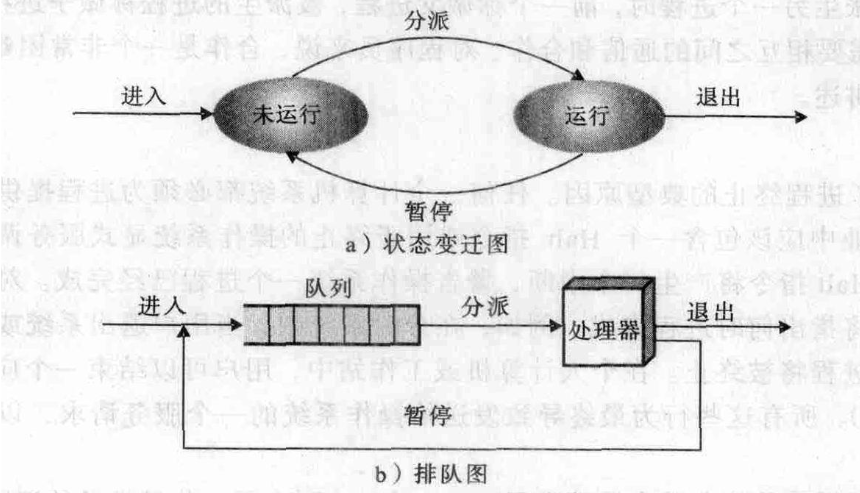 分派
进入
未运行
运行
退出
暂停
a）状态变迁图
队列
进入
分派
处理器
退出
暂停
b）排队图